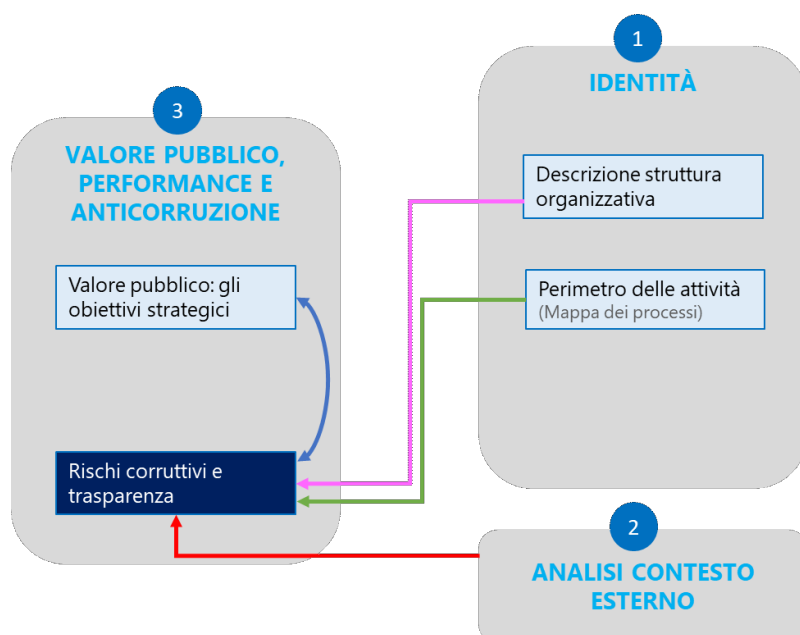 1
IDENTITÀ
Descrizione struttura
organizzativa
Perimetro delle attività
(Mappa dei processi)
2
ANALISI CONTESTO
ESTERNO
3
VALORE PUBBLICO,
PERFORMANCE E
ANTICORRUZIONE
Valore pubblico: gli
obiettivi strategici
Rischi corruttivi e
trasparenza